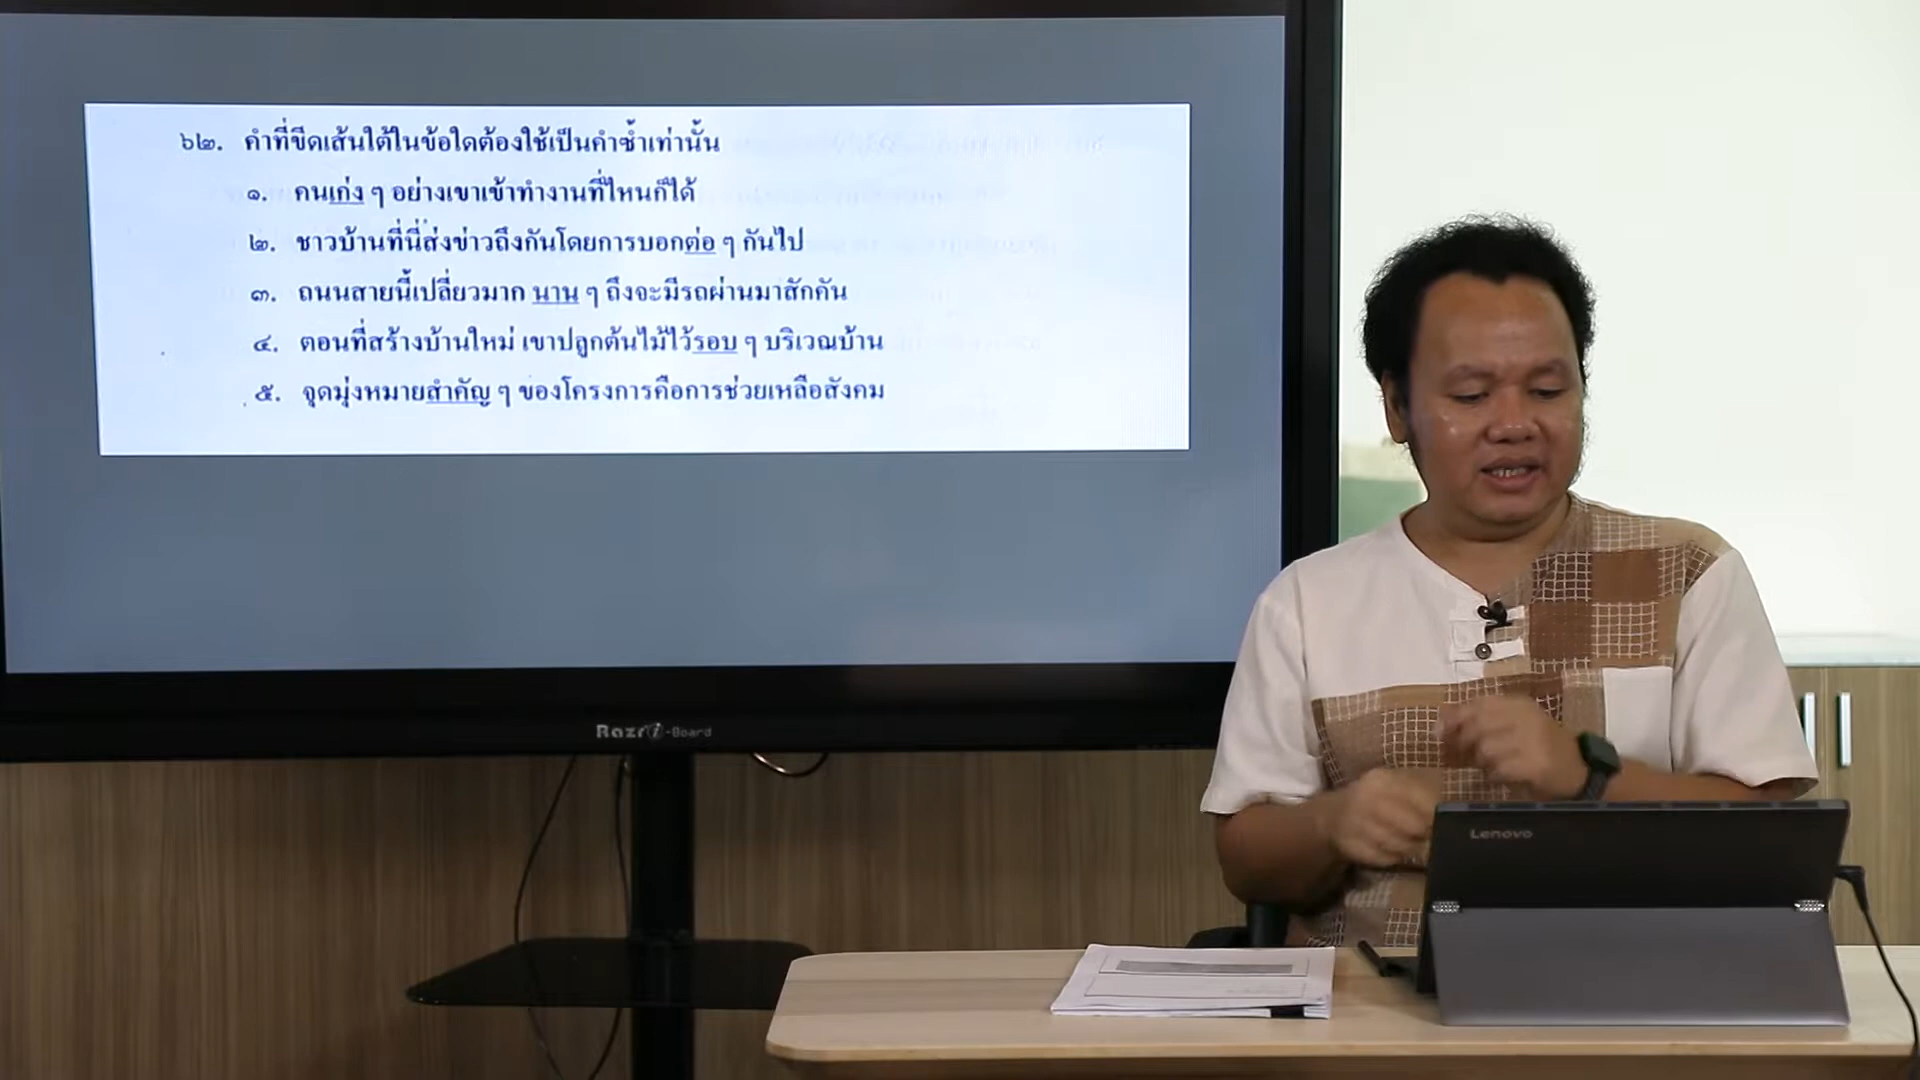 ๖๒. คำที่ขีดเส้นใต้ในข้อใดต้องใช้เป็นคำซ้ำเท่านั้น
๑. คนเก่ง ๆ อย่างเขาเข้าทำงานที่ไหนก็ได้
๒. ชาวบ้านที่นี่ส่งข่าวถึงกันโดยการบอกต่อ ๆ กันไป
๓. ถนนสายนี้เปลี่ยวมาก นาน ๆ ถึงจะมีรถผ่านมาสักคัน
๔. ตอนที่สร้างบ้านใหม่ เขาปลูกต้นไม้ไว้รอบ ๆ บริเวณบ้าน
๕. จุดมุ่งหมายสำคัญ ๆ ของโครงการคือการช่วยเหลือสังคม
Razr i-Board
Lenovo